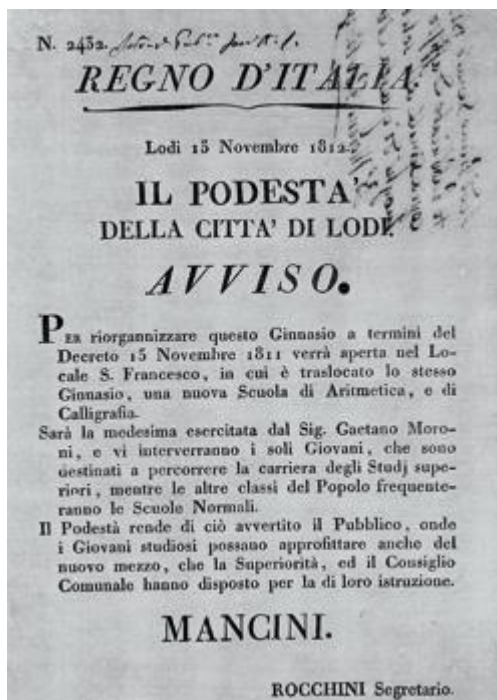 N. 2432.
REGNO D'ITALIA.
Lodi 15 Novembre 1812.
IL PODESTA'
DELLA CITTA' DI LODI.
AVVISO.
PER riorgannizzare questo Ginnasio a termini del
Decreto 15 Novembre 1811 verrà aperta nel Lo-
cale S. Francesco, in cui è traslocato lo stesso
Ginnasio, una nuova Scuola di Aritmetica, e di
Calligrafia.
Sarà la medesima esercitata dal Sig. Gaetano Moro-
ni, e vi interverranno i soli Giovani, che sono
destinati a percorrere la carriera degli Studj supe-
riori, mentre le altre classi del Popolo frequente-
ranno le Scuole Normali.
Il Podestà rende di ciò avvertito il Pubblico, onde
i Giovani studiosi possano approfittare anche del
nuovo mezzo, che la Superiorità, ed il Consiglio
Comunale hanno disposto per la di loro istruzione.
MANCINI.
ROCCHINI Segretario.